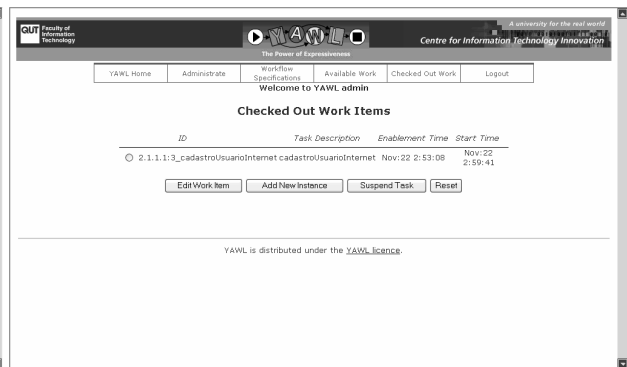 QUT Faculty of
Information
Technology
YAWL
The Power of Expressiveness
A university for the real world
Centre for Information Technology Innovation
YAWL Home
Administrate
Workflow
Specifications
Available Work
Checked Out Work
Logout
Welcome to YAWL admin
Checked Out Work Items
ID Task Description Enablement Time Start Time
2.1.1.1:3_cadastroUsuarioInternet cadastroUsuarioInternet Nov:22 2:53:08 Nov:22
2:59:41
Edit Work Item Add New Instance Suspend Task Reset
YAWL is distributed under the YAWL licence.